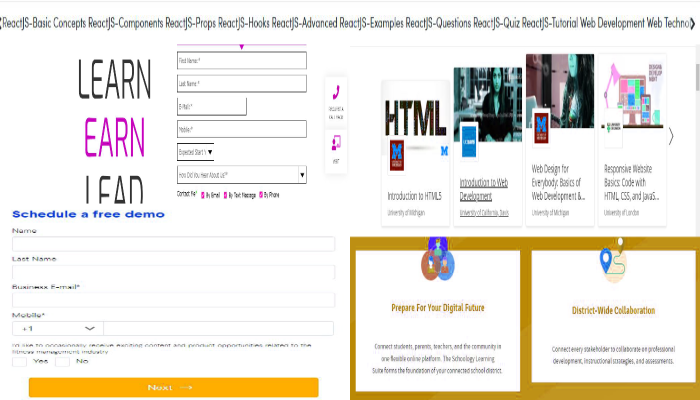 ReactJS-Basic Concepts ReactJS-Components ReactJS-Props ReactJS-Hooks ReactJS-Advanced ReactJS-Examples ReactJS-Questions ReactJS-Quiz ReactJS-Tutorial Web Development Web Techno
LEARN
EARN
LEAD
First Name:*
Last Name:*
E-Mail:*
Mobile:*
Expected Start
How Did You Hear About Us?*
Contact Me?
By Email
By Text Message
By Phone
REQUEST A
CALL BACK
VISIT
HTML
Introduction to HTML5
University of Michigan
Introduction to Web
Development
University of California, Davis
Web Design for
Everybody: Basics of
Web Development &...
University of Michigan
Responsive Website
Basics: Code with
HTML, CSS, and JavaS...
University of London
Schedule a free demo
Name
Last Name
Business E-mail*
Mobile*
+1
I'd like to occasionally receive exciting content and product opportunities related to the
fitness management industry
Yes
No
Next →
Prepare For Your Digital Future
Connect students, parents, teachers, and the community in
one flexible online platform. The Schoology Learning
Suite forms the foundation of your connected school district.
District-Wide Collaboration
Connect every stakeholder to collaborate on professional
development, instructional strategies, and assessments.